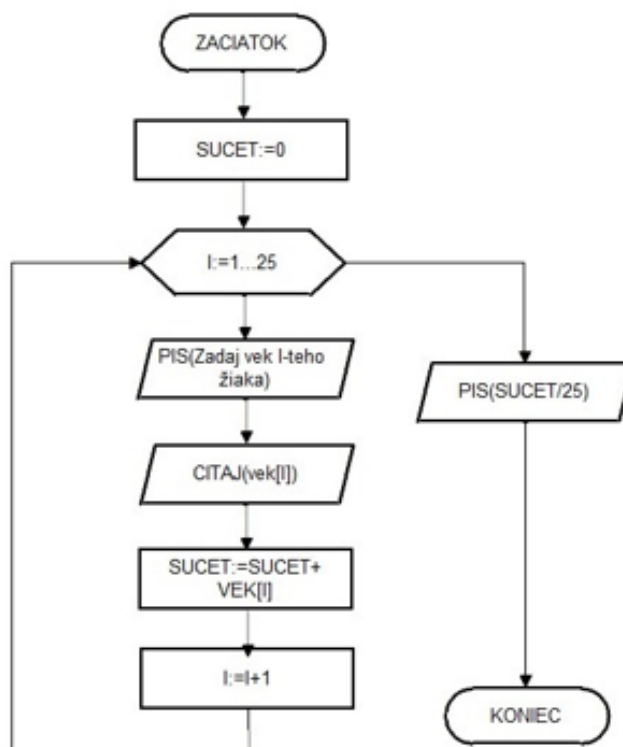 ZACIATOK
SUCET:=0
I:=1...25
PIS(Zadaj vek I-teho
žiaka)
CITAJ(vek[I])
SUCET:=SUCET+
VEK[I]
I:=I+1
PIS(SUCET/25)
KONIEC